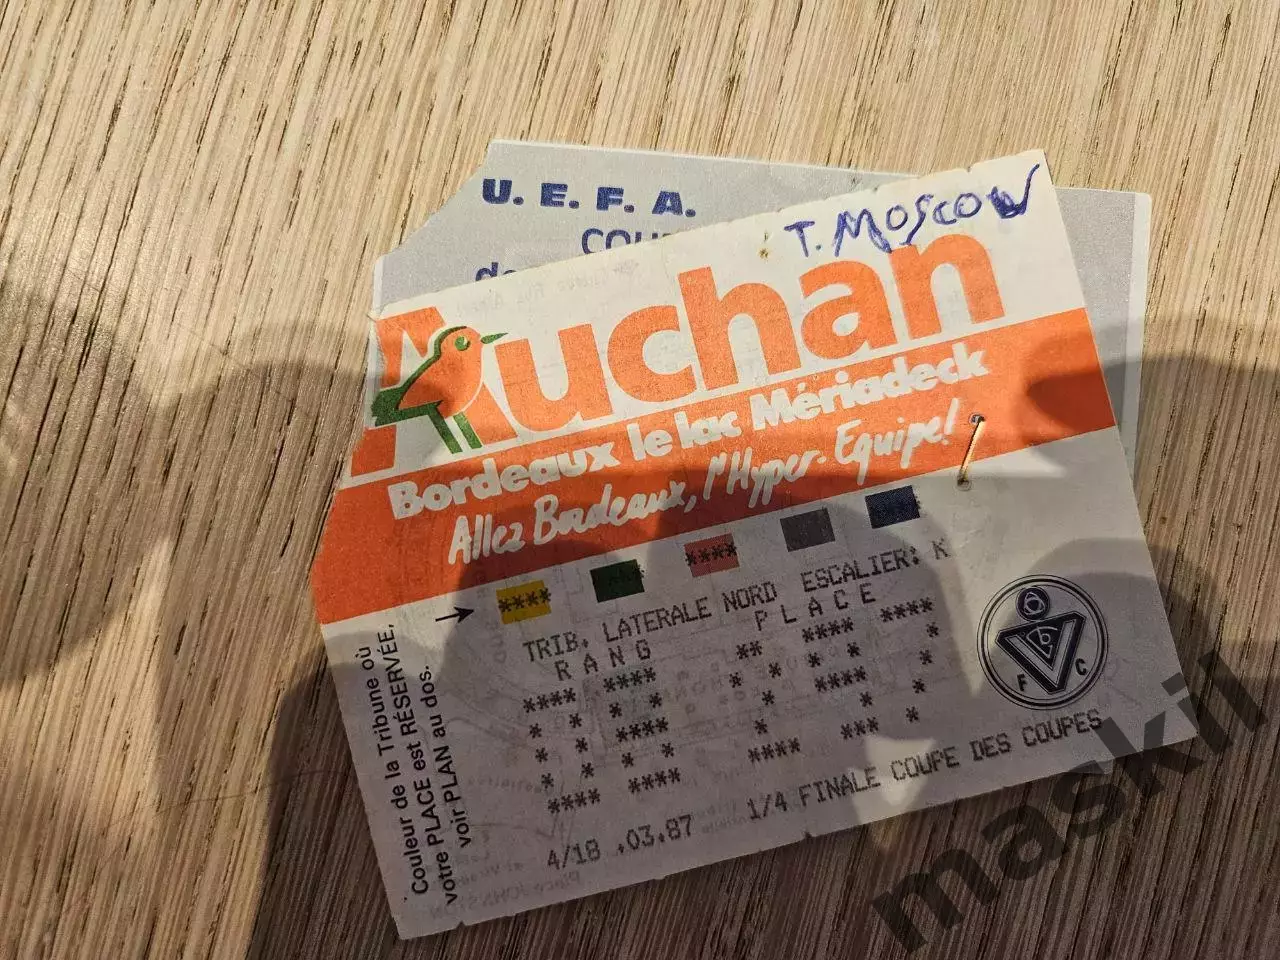 U. E. F. A.
T. MOSCOW
Auchan
Bordeaux le lac Mériadeck
Allez Bordeaux, l'Hyper-Equipe!
**** **** ****
TRIB. LATERALE NORD ESCALIER: K
RANG PLACE
Couleur de la Tribune où
votre PLACE est RÉSERVÉE,
voir PLAN au dos.
F C
4/18 .03.87 1/4 FINALE COUPE DES COUPES
maskil